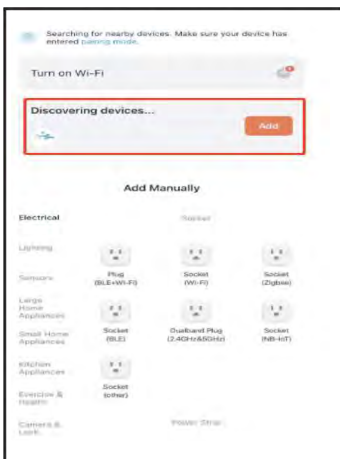 Searching for nearby devices. Make sure your device has
entered pairing mode.
Turn on Wi-Fi
Discovering devices...
Add
Add Manually
Electrical
Socket
Lighting
Plug
(BLE+Wi-Fi)
Socket
(Wi-Fi)
Socket
(Zigbee)
Sensors
Large
Home
Appliances
Socket
(BLE)
Dualband Plug
(2.4GHz&5GHz)
Socket
(NB-IoT)
Small Home
Appliances
Kitchen
Appliances
Socket
(other)
Exercise &
Health
Camera &
Lock
Power Strip